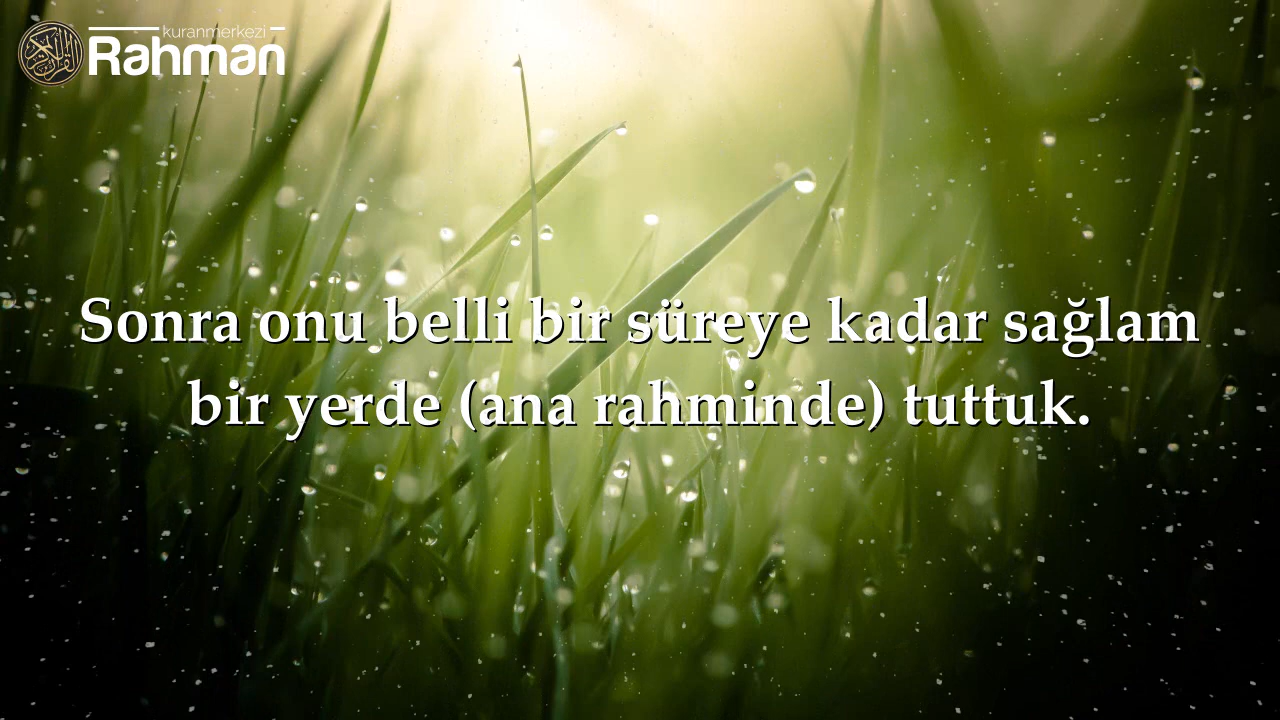 kuranmerkezi
Rahman
Sonra onu belli bir süreye kadar sağlam
bir yerde (ana rahminde) tuttuk.